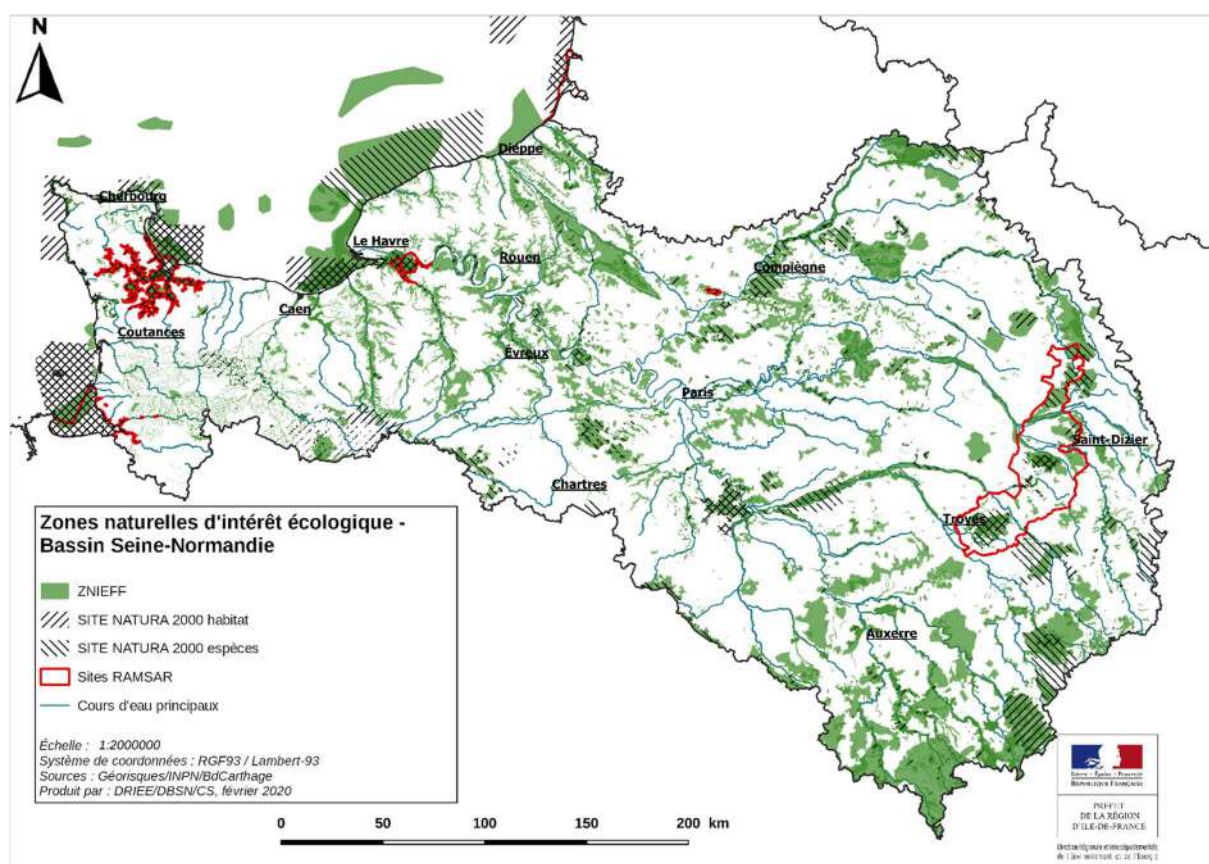 N
Dieppe
Cherbourg
Le Havre
Rouen
Compiègne
Caen
Coutances
Évreux
Paris
Saint-Dizier
Chartres
Troyes
Auxerre
Zones naturelles d'intérêt écologique -
Bassin Seine-Normandie
ZNIEFF
SITE NATURA 2000 habitat
SITE NATURA 2000 espèces
Sites RAMSAR
Cours d'eau principaux
Échelle : 1:2000000
Système de coordonnées : RGF93 / Lambert-93
Sources : Géorisques/INPN/BdCarthage
Produit par : DRIEE/DBSN/CS, février 2020
0 50 100 150 200 km
Liberté • Égalité • Fraternité
RÉPUBLIQUE FRANÇAISE
PRÉFET
DE LA RÉGION
D'ILE-DE-FRANCE